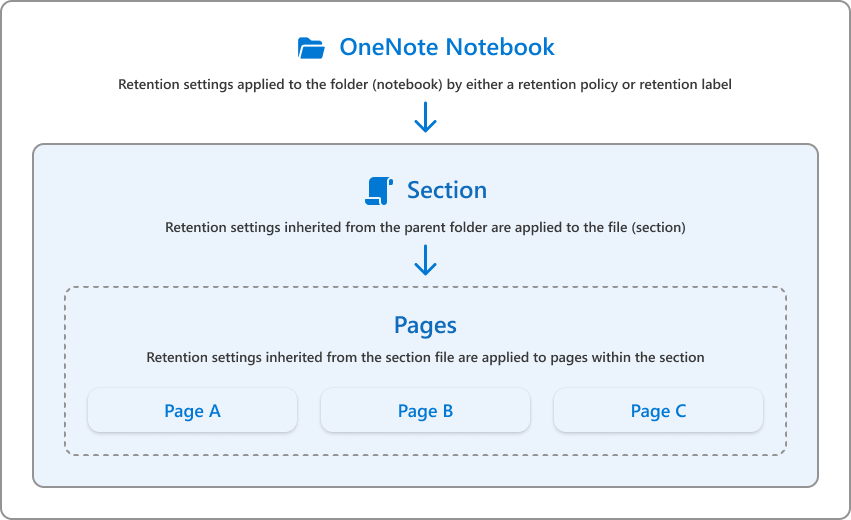 OneNote Notebook
Retention settings applied to the folder (notebook) by either a retention policy or retention label
Section
Retention settings inherited from the parent folder are applied to the file (section)
Pages
Retention settings inherited from the section file are applied to pages within the section
Page A
Page B
Page C